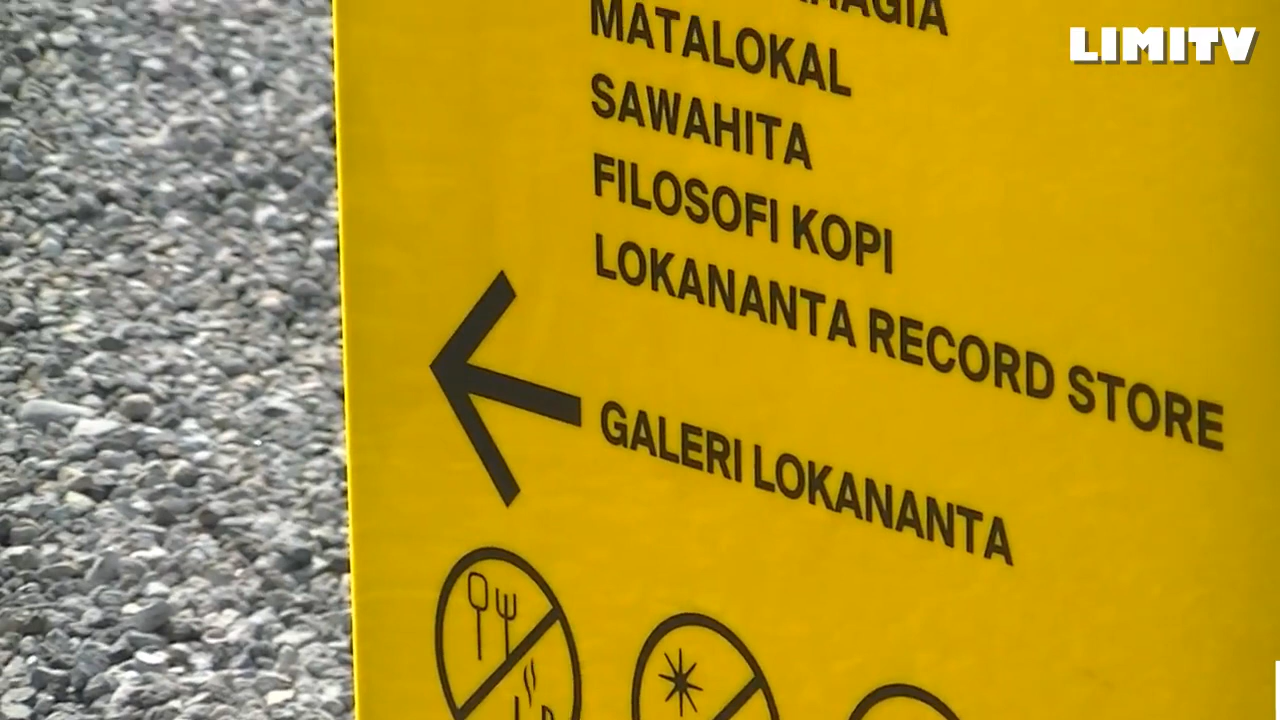 LIMITV
MATALOKAL
SAWAHITA
FILOSOFI KOPI
LOKANANTA RECORD STORE
GALERI LOKANANTA